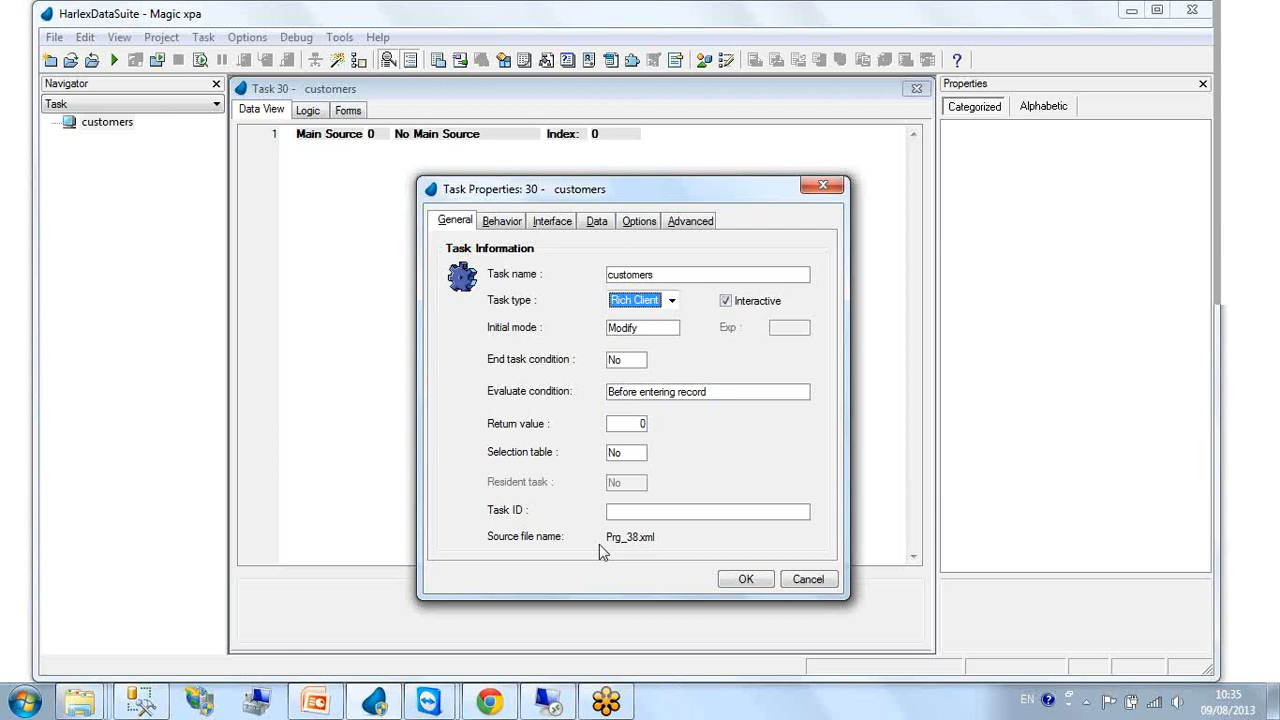 HarlexDataSuite - Magic xpa
File Edit View Project Task Options Debug Tools Help
Navigator
Task
customers
Task 30 - customers
Data View Logic Forms
1 Main Source 0 No Main Source Index: 0
Properties
Categorized Alphabetic
Task Properties: 30 - customers
General Behavior Interface Data Options Advanced
Task Information
Task name : customers
Task type : Rich Client Interactive
Initial mode : Modify Exp :
End task condition : No
Evaluate condition: Before entering record
Return value : 0
Selection table : No
Resident task : No
Task ID :
Source file name: Prg_38.xml
OK Cancel
EN 10:35
09/08/2013